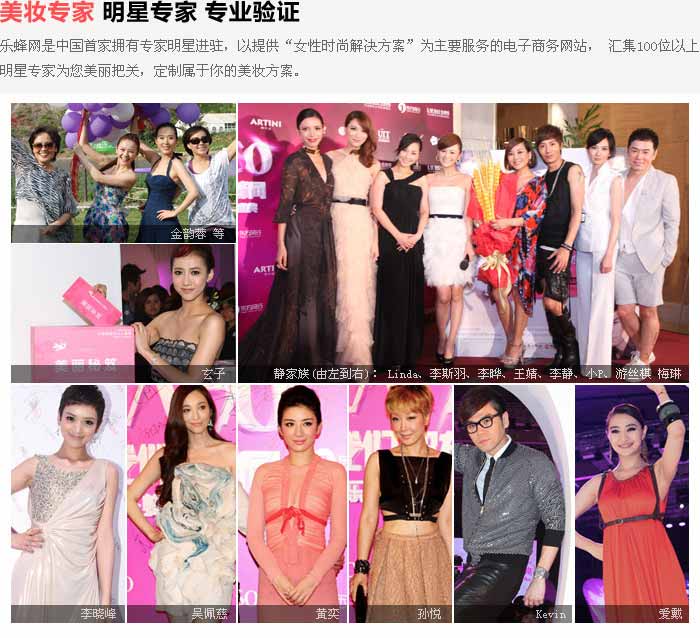 美妆专家 明星专家 专业验证
乐蜂网是中国首家拥有专家明星进驻，以提供“女性时尚解决方案”为主要服务的电子商务网站， 汇集100位以上
明星专家为您美丽把关，定制属于你的美妆方案。
金韵蓉 等
ARTINI
ARTINI
美丽秘笈
玄子
静家族(由左到右)： Linda、李斯羽、李晔、王婧、李静、小P、游丝棋 梅琳
李晓峰
吴佩慈
黄奕
孙悦
Kevin
爱戴